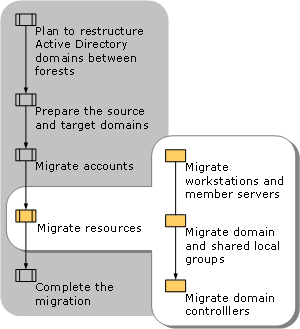 Plan to restructure
Active Directory
domains between
forests
Prepare the source
and target domains
Migrate accounts
Migrate resources
Complete the
migration
Migrate
workstations and
member servers
Migrate domain
and shared local
groups
Migrate domain
controlllers